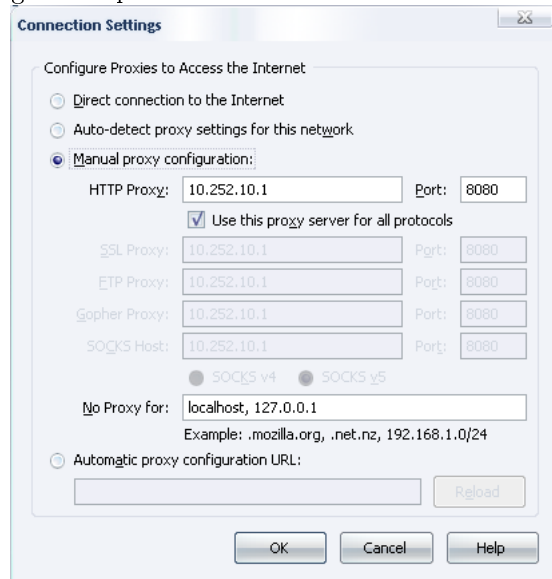 Connection Settings
Configure Proxies to Access the Internet
Direct connection to the Internet
Auto-detect proxy settings for this network
Manual proxy configuration:
HTTP Proxy: 10.252.10.1 Port: 8080
Use this proxy server for all protocols
SSL Proxy: 10.252.10.1 Port: 8080
FTP Proxy: 10.252.10.1 Port: 8080
Gopher Proxy: 10.252.10.1 Port: 8080
SOCKS Host: 10.252.10.1 Port: 8080
SOCKS v4 SOCKS v5
No Proxy for: localhost, 127.0.0.1
Example: .mozilla.org, .net.nz, 192.168.1.0/24
Automatic proxy configuration URL:
Reload
OK Cancel Help